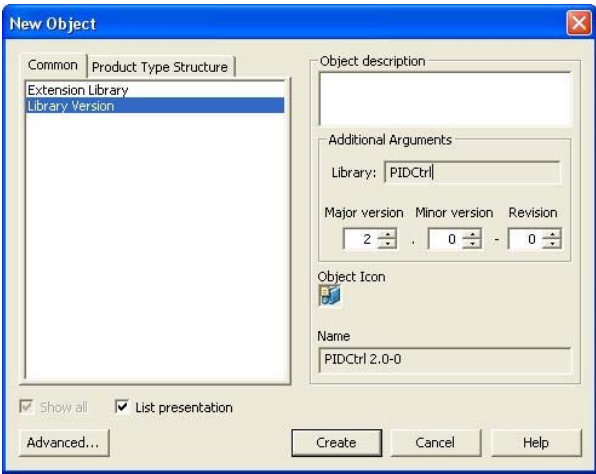 New Object
Common
Product Type Structure
Extension Library
Library Version
Object description
Additional Arguments
Library: PIDCtrl
Major version Minor version Revision
2 . 0 - 0
Object Icon
Name
PIDCtrl 2.0-0
Show all
List presentation
Advanced...
Create
Cancel
Help